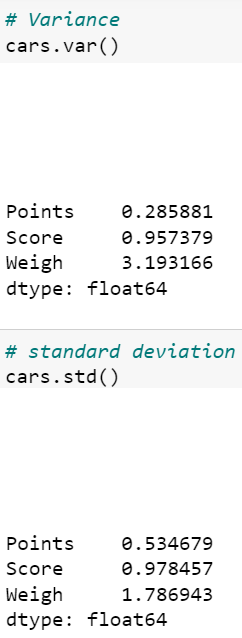 # Variance
cars.var()
Points    0.285881
Score     0.957379
Weigh     3.193166
dtype: float64
# standard deviation
cars.std()
Points    0.534679
Score     0.978457
Weigh     1.786943
dtype: float64